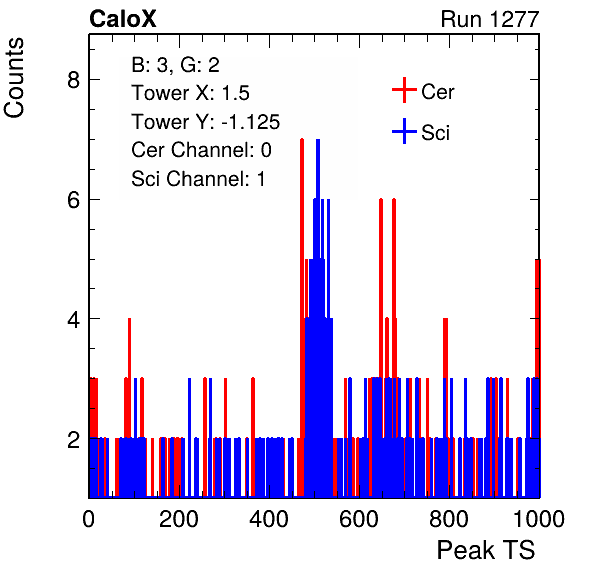 CaloX Run 1277
Counts
8
6
4
2
B: 3, G: 2
Tower X: 1.5
Tower Y: -1.125
Cer Channel: 0
Sci Channel: 1
Cer
Sci
0 200 400 600 800 1000
Peak TS